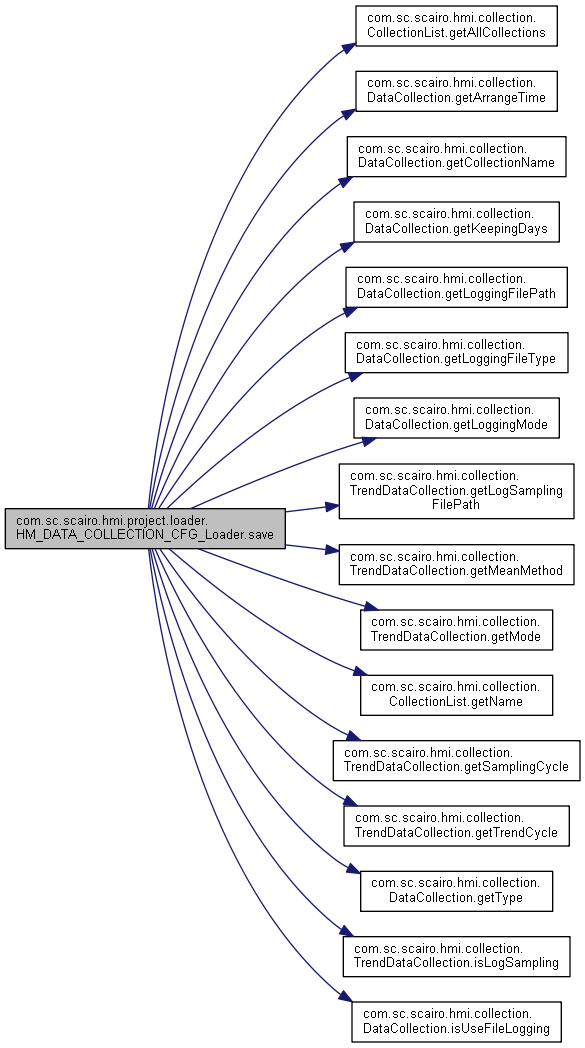 com.sc.scairo.hmi.collection.
CollectionList.getAllCollections
com.sc.scairo.hmi.collection.
DataCollection.getArrangeTime
com.sc.scairo.hmi.collection.
DataCollection.getCollectionName
com.sc.scairo.hmi.collection.
DataCollection.getKeepingDays
com.sc.scairo.hmi.collection.
DataCollection.getLoggingFilePath
com.sc.scairo.hmi.collection.
DataCollection.getLoggingFileType
com.sc.scairo.hmi.collection.
DataCollection.getLoggingMode
com.sc.scairo.hmi.collection.
TrendDataCollection.getLogSampling
FilePath
com.sc.scairo.hmi.project.loader.
HM_DATA_COLLECTION_CFG_Loader.save
com.sc.scairo.hmi.collection.
TrendDataCollection.getMeanMethod
com.sc.scairo.hmi.collection.
TrendDataCollection.getMode
com.sc.scairo.hmi.collection.
CollectionList.getName
com.sc.scairo.hmi.collection.
TrendDataCollection.getSamplingCycle
com.sc.scairo.hmi.collection.
TrendDataCollection.getTrendCycle
com.sc.scairo.hmi.collection.
DataCollection.getType
com.sc.scairo.hmi.collection.
TrendDataCollection.isLogSampling
com.sc.scairo.hmi.collection.
DataCollection.isUseFileLogging